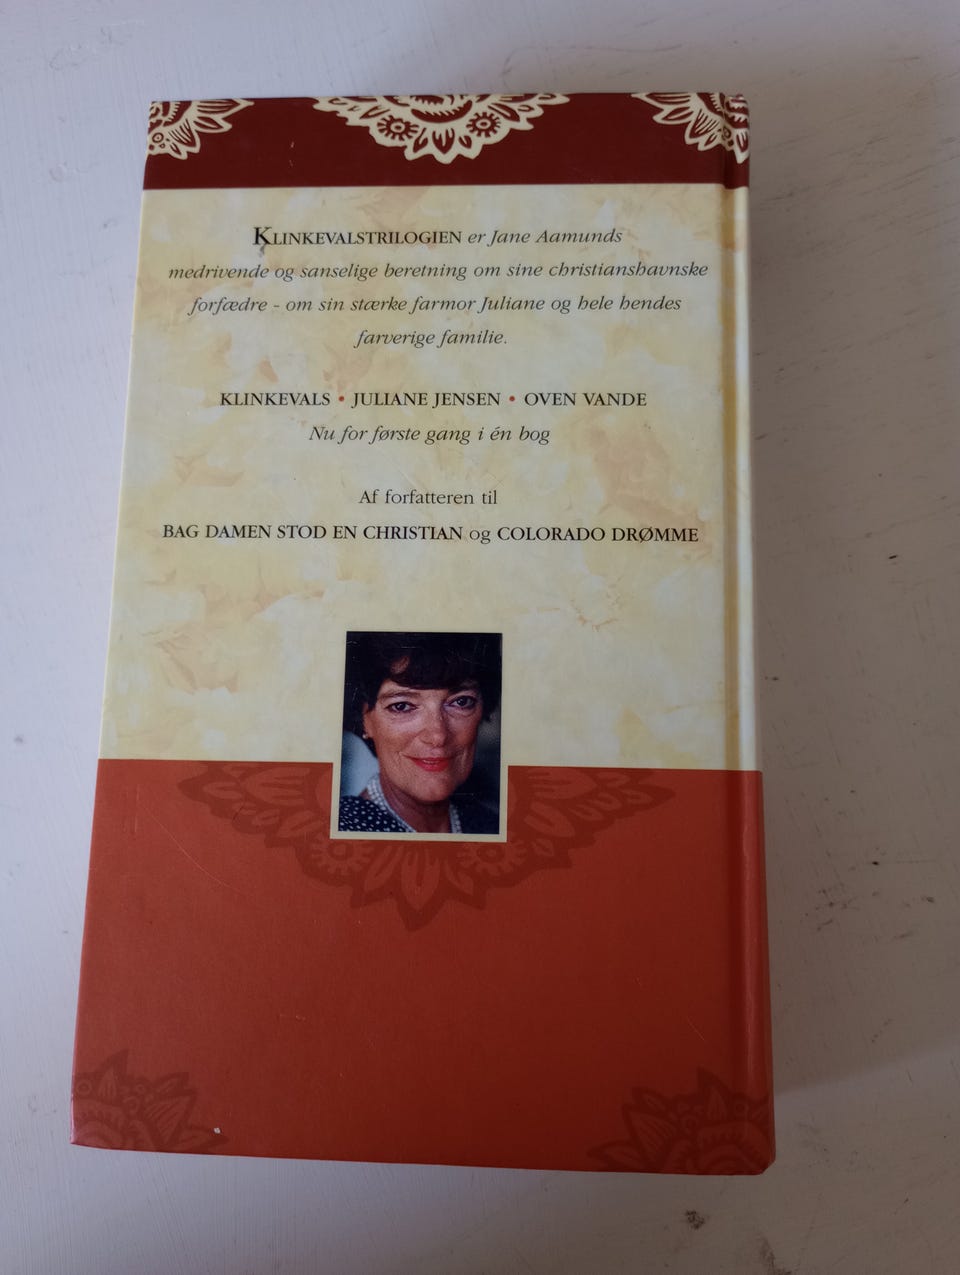 KLINKEVALSTRILOGIEN er Jane Aamunds
medrivende og sanselige beretning om sine christianshavnske
forfædre - om sin stærke farmor Juliane og hele hendes
farverige familie.
KLINKEVALS • JULIANE JENSEN • OVEN VANDE
Nu for første gang i én bog
Af forfatteren til
BAG DAMEN STOD EN CHRISTIAN og COLORADO DRØMME